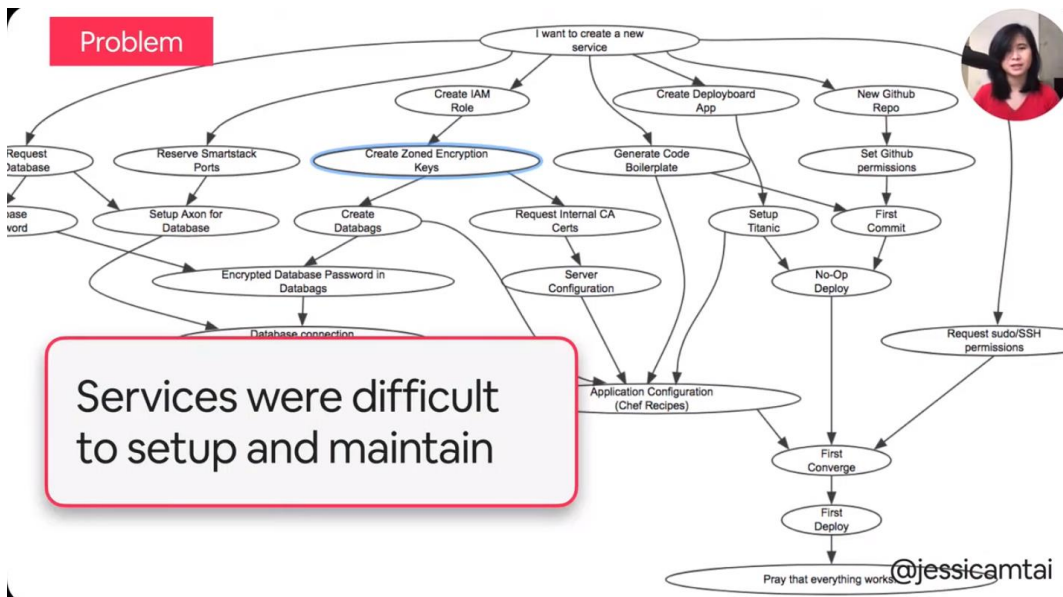 Problem
I want to create a new
service
Create IAM
Role
Create Deployboard
App
New Github
Repo
Request
Database
Reserve Smartstack
Ports
Create Zoned Encryption
Keys
Generate Code
Boilerplate
Set Github
permissions
Setup Axon for
Database
Create
Databags
Request Internal CA
Certs
Setup
Titanic
First
Commit
Encrypted Database Password in
Databags
Server
Configuration
No-Op
Deploy
Database connection
Request sudo/SSH
permissions
Services were difficult
to setup and maintain
Application Configuration
(Chef Recipes)
First
Converge
First
Deploy
Pray that everything works
@jessicamtai